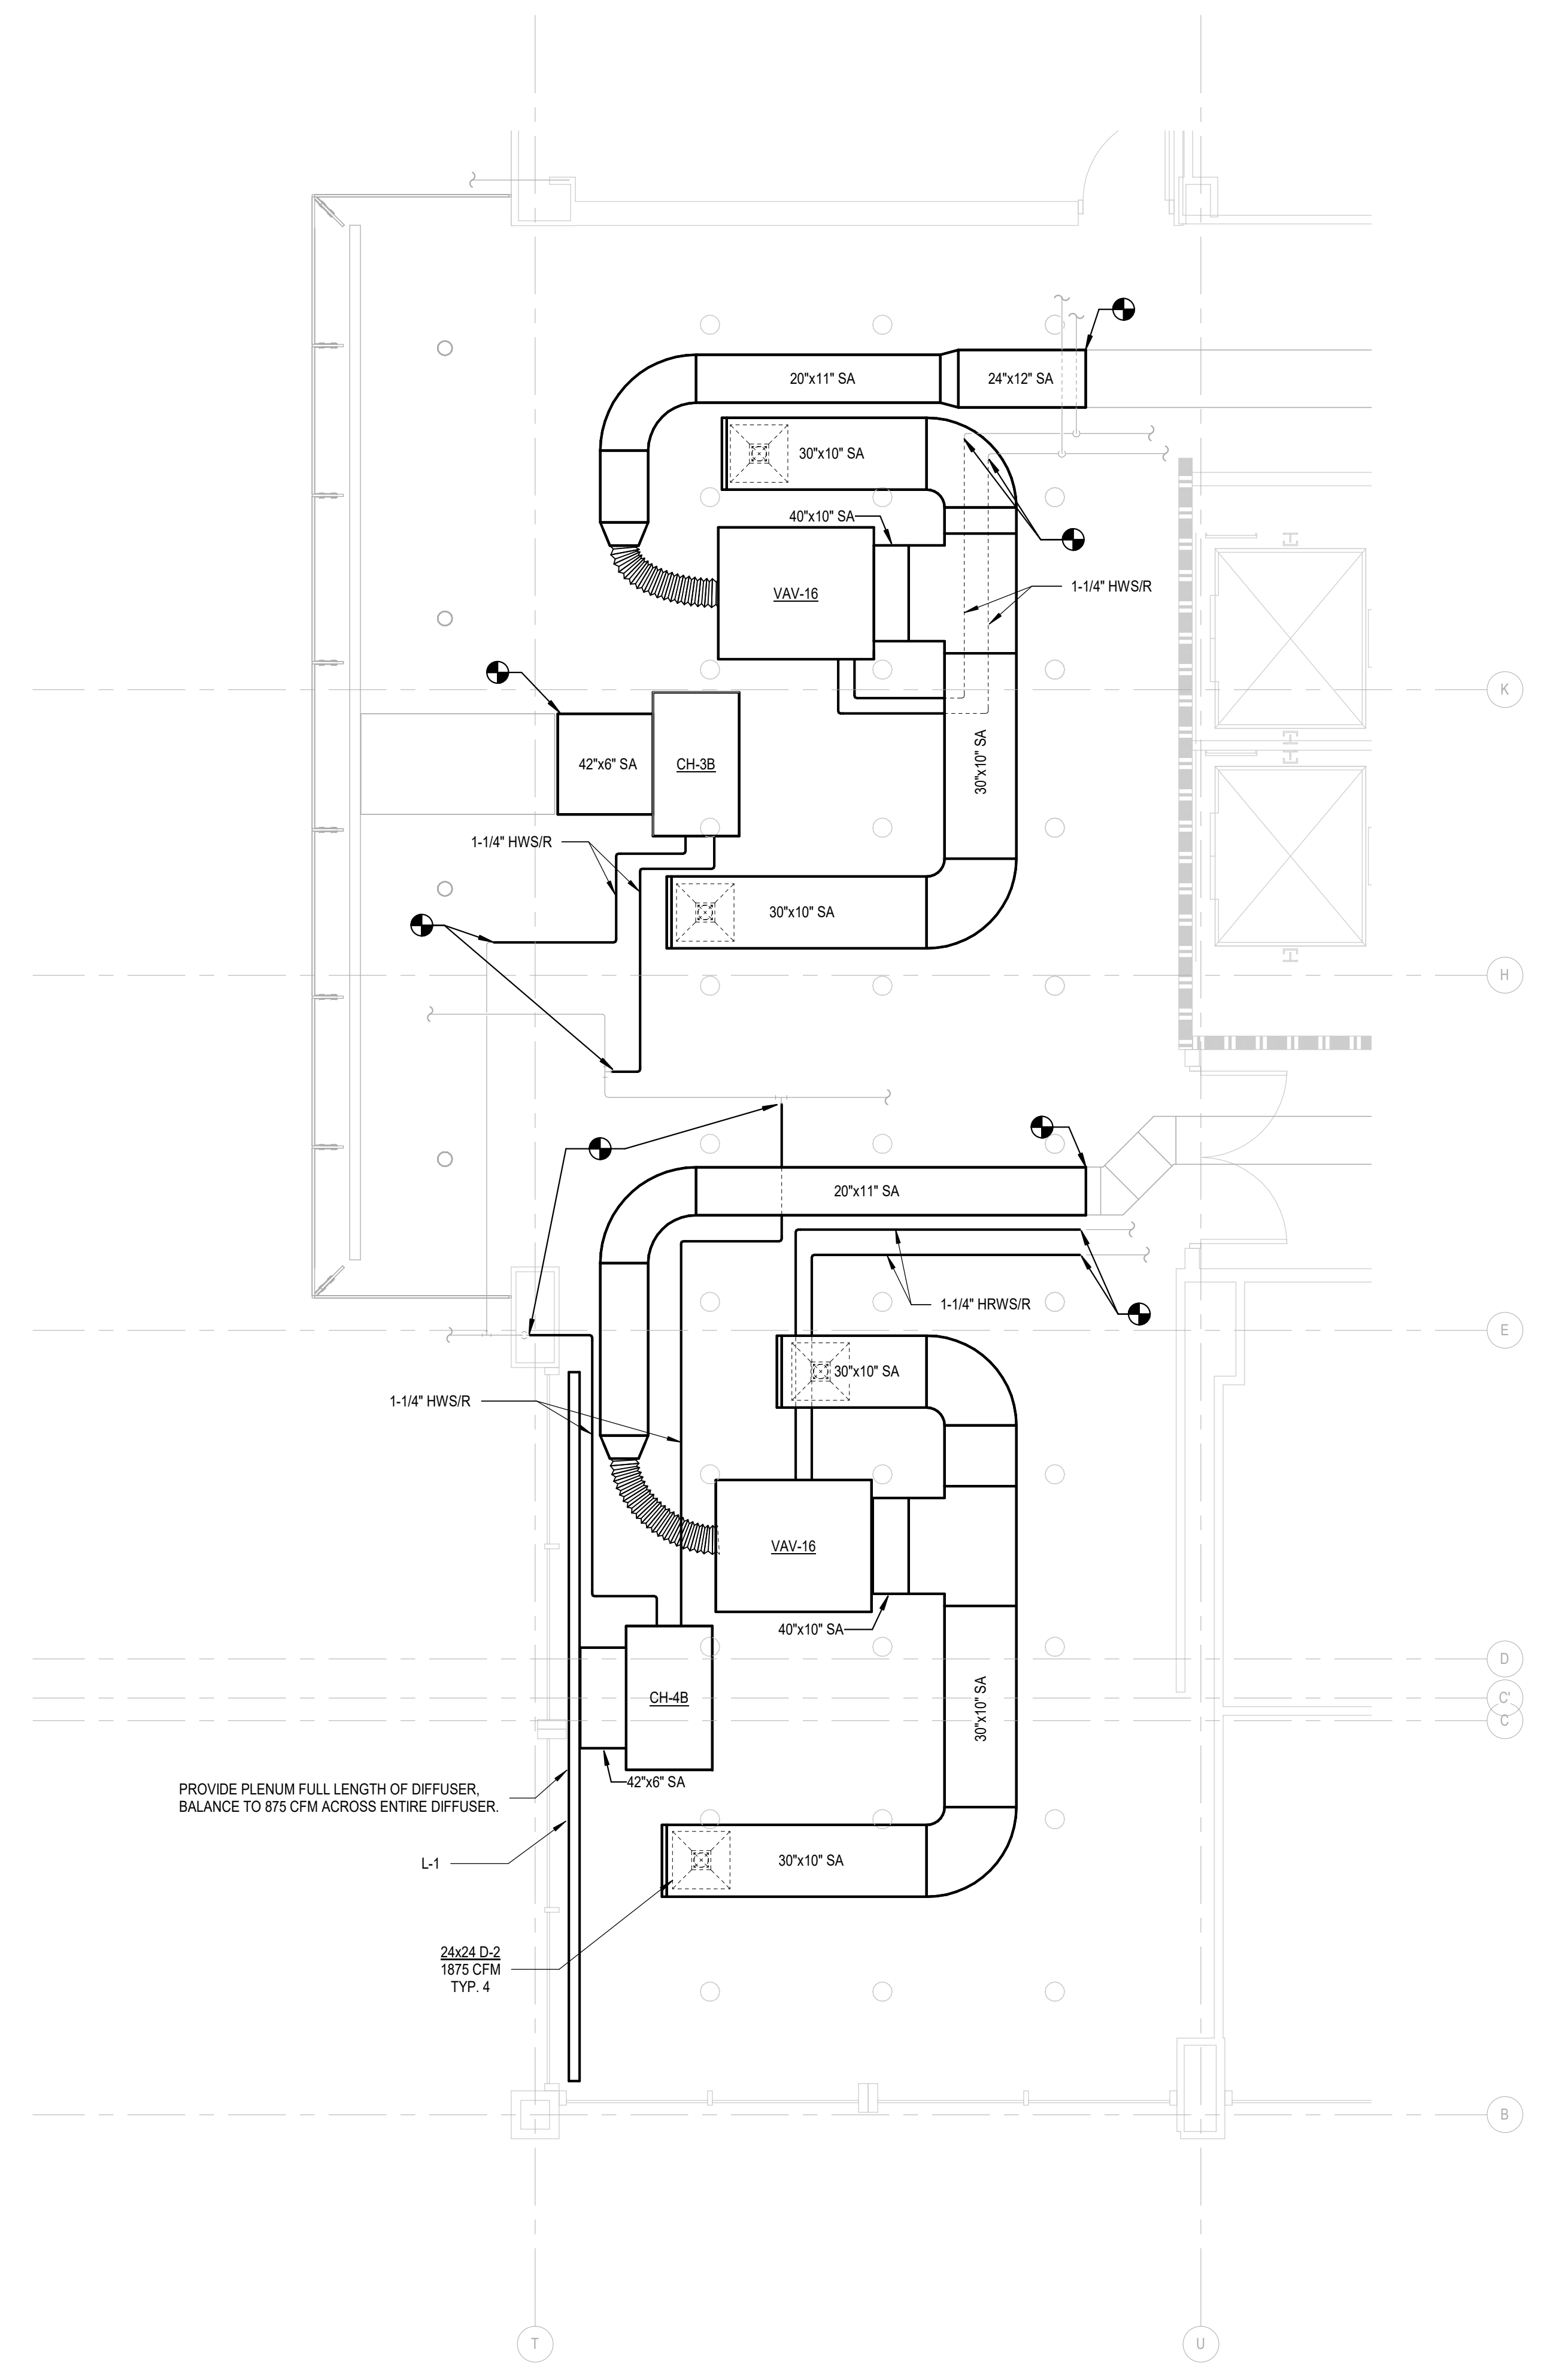 20"x11" SA
24"x12" SA
30"x10" SA
40"x10" SA
VAV-16
1-1/4" HWS/R
K
42"x6" SA
CH-3B
30"x10" SA
1-1/4" HWS/R
30"x10" SA
H
20"x11" SA
1-1/4" HRWS/R
E
30"x10" SA
1-1/4" HWS/R
VAV-16
40"x10" SA
D
CH-4B
C'
30"x10" SA
C
42"x6" SA
PROVIDE PLENUM FULL LENGTH OF DIFFUSER,
BALANCE TO 875 CFM ACROSS ENTIRE DIFFUSER.
L-1
30"x10" SA
24x24 D-2
1875 CFM
TYP. 4
B
T
U